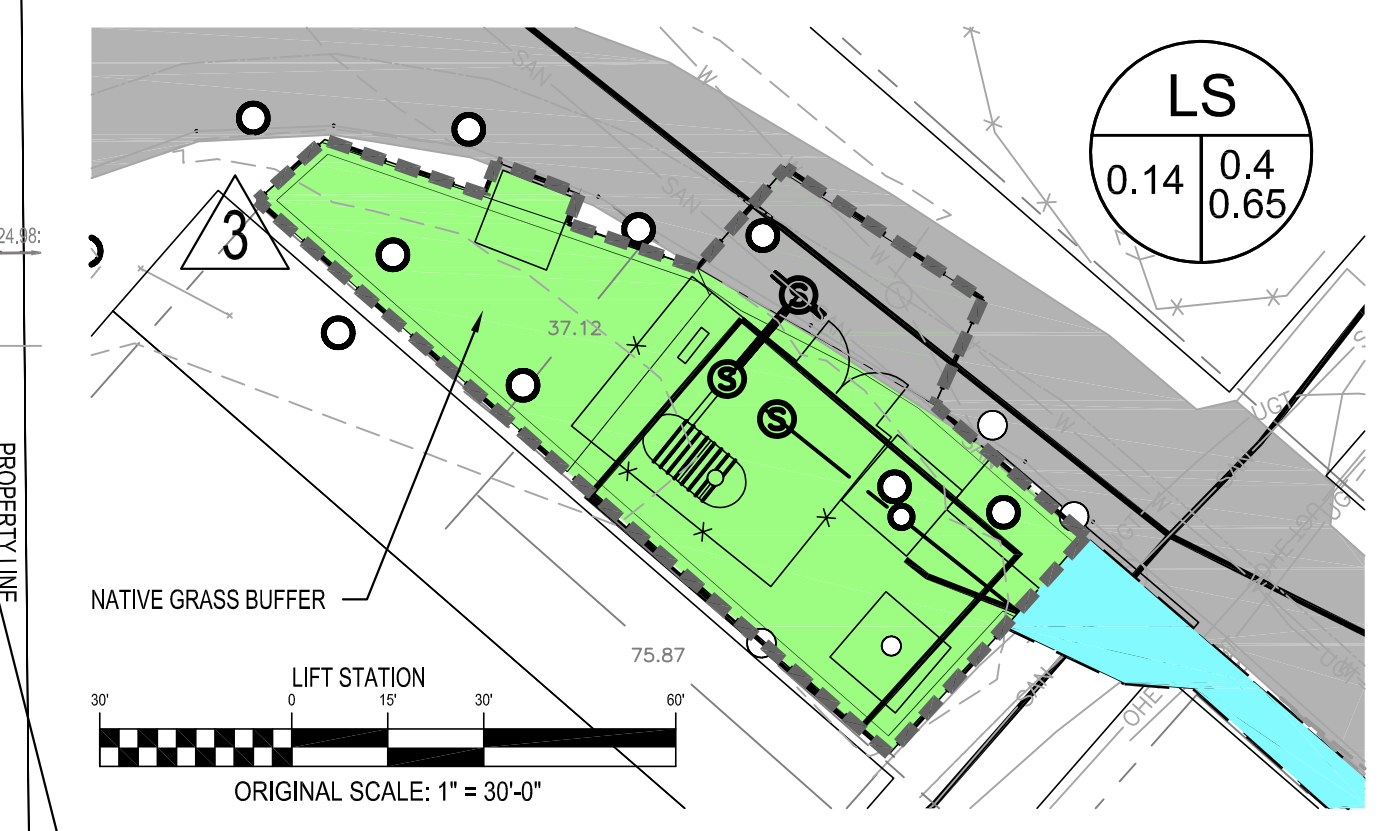 LS
0.14
0.4
0.65
SAN
W
SAN
W
3
24.98:
37.12
S
S
S
W
UGT
SAN
W
UGT
UGT
OHE
PROPERTY LINE
NATIVE GRASS BUFFER
75.87
SAN
OHE
LIFT STATION
30' 0 15' 30' 60'
ORIGINAL SCALE: 1" = 30'-0"